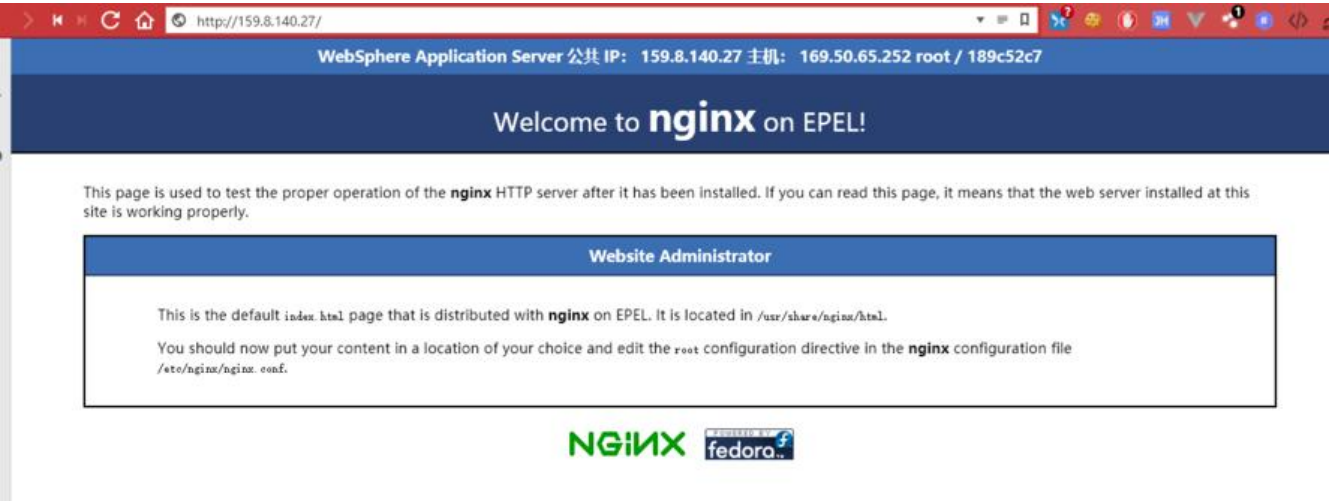 http://159.8.140.27/
WebSphere Application Server 公共 IP： 159.8.140.27 主机： 169.50.65.252 root / 189c52c7
Welcome to nginx on EPEL!
This page is used to test the proper operation of the nginx HTTP server after it has been installed. If you can read this page, it means that the web server installed at this
site is working properly.
Website Administrator
This is the default index.html page that is distributed with nginx on EPEL. It is located in /usr/share/nginx/html.
You should now put your content in a location of your choice and edit the root configuration directive in the nginx configuration file
/etc/nginx/nginx.conf.
NGiNX
POWERED BY
fedora